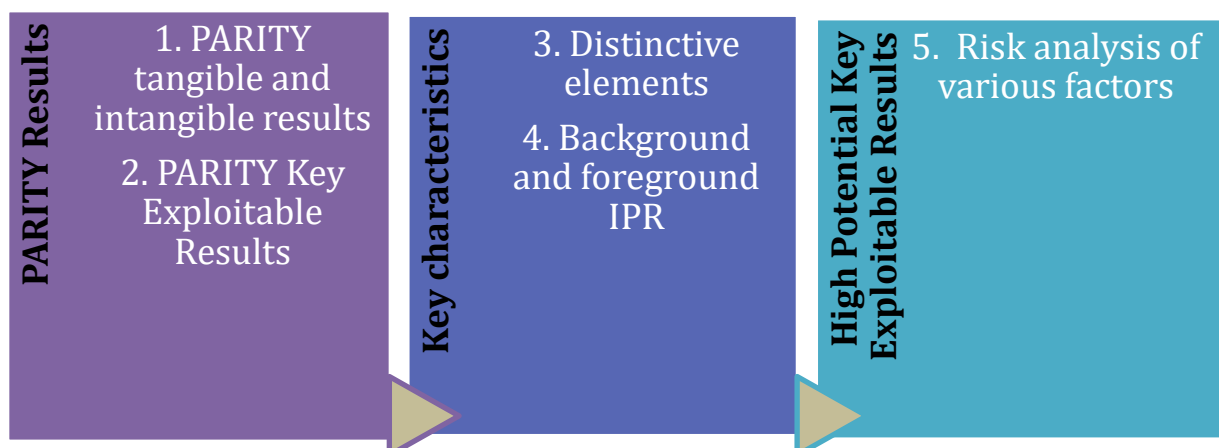 PARITY Results
1. PARITY
tangible and
intangible results
2. PARITY Key
Exploitable
Results
Key characteristics
3. Distinctive
elements
4. Background
and foreground
IPR
High Potential Key
Exploitable Results
5. Risk analysis of
various factors